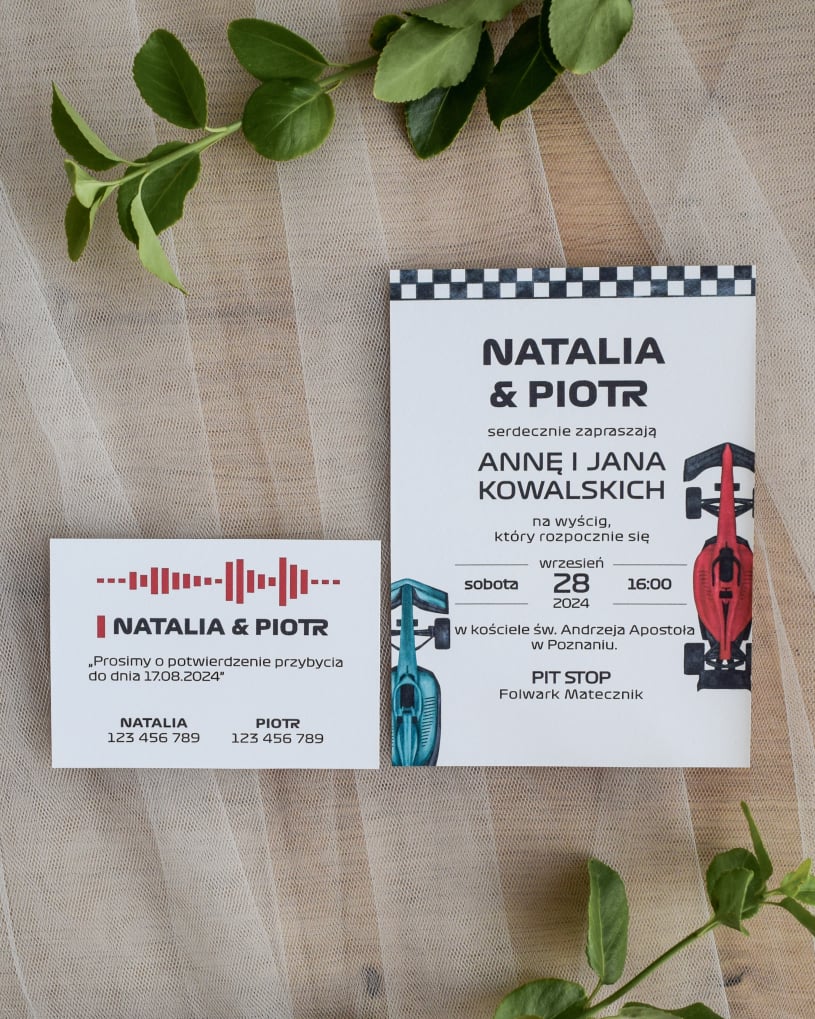 NATALIA
& PIOTR
serdecznie zapraszają
ANNĘ I JANA
KOWALSKICH
na wyścig,
który rozpocznie się
wrzesień
sobota 28 16:00
2024
w kościele św. Andrzeja Apostoła
w Poznaniu.
PIT STOP
Folwark Matecznik
NATALIA & PIOTR
„Prosimy o potwierdzenie przybycia
do dnia 17.08.2024”
NATALIA PIOTR
123 456 789 123 456 789